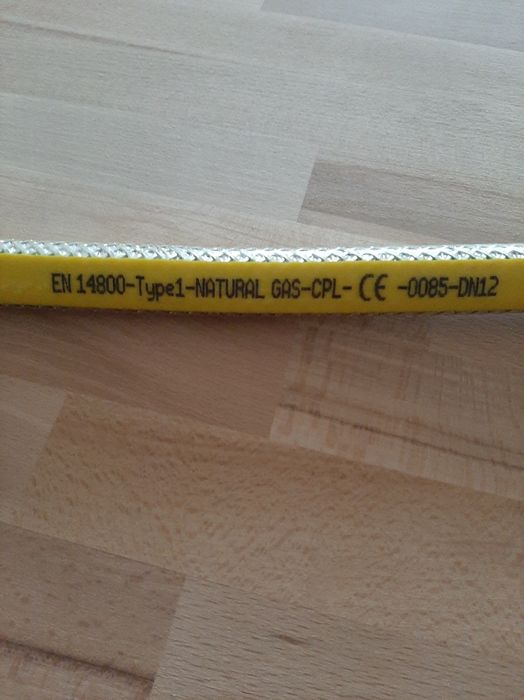 EN 14800-Type1-NATURAL GAS-CPL- CE -0085-DN12